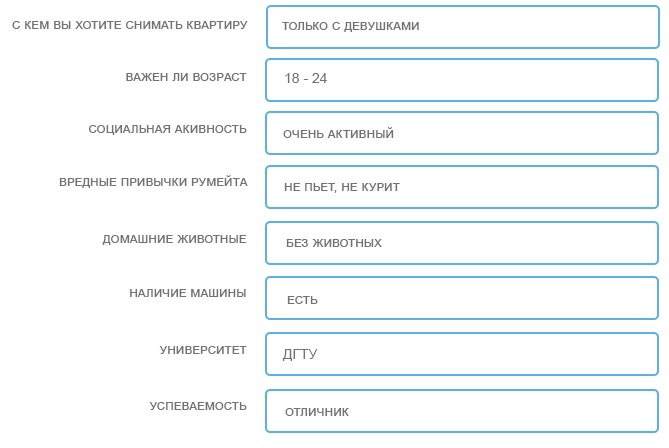 С КЕМ ВЫ ХОТИТЕ СНИМАТЬ КВАРТИРУ ТОЛЬКО С ДЕВУШКАМИ
ВАЖЕН ЛИ ВОЗРАСТ 18 - 24
СОЦИАЛЬНАЯ АКИВНОСТЬ ОЧЕНЬ АКТИВНЫЙ
ВРЕДНЫЕ ПРИВЫЧКИ РУМЕЙТА НЕ ПЬЕТ, НЕ КУРИТ
ДОМАШНИЕ ЖИВОТНЫЕ БЕЗ ЖИВОТНЫХ
НАЛИЧИЕ МАШИНЫ ЕСТЬ
УНИВЕРСИТЕТ ДГТУ
УСПЕВАЕМОСТЬ ОТЛИЧНИК